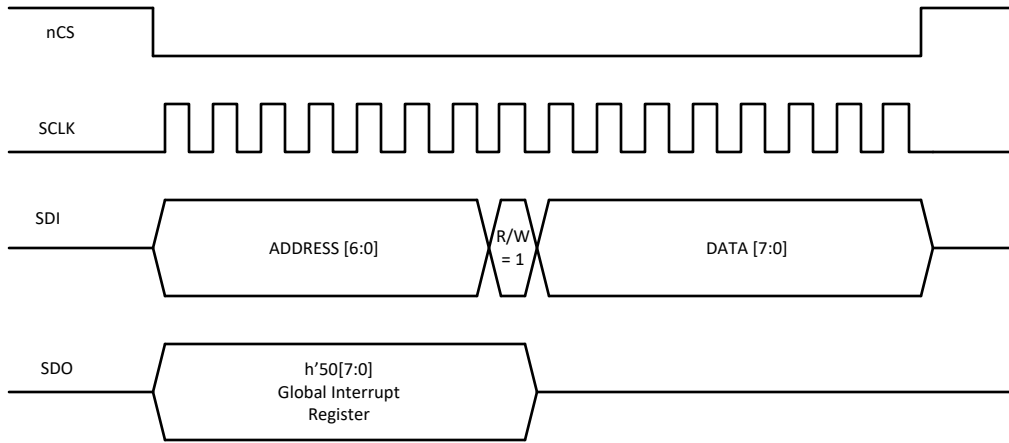 nCS
SCLK
SDI
ADDRESS [6:0]
R/W
= 1
DATA [7:0]
SDO
h’50[7:0]
Global Interrupt
Register